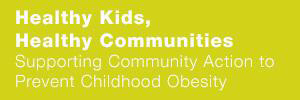 Healthy Kids,
Healthy Communities
Supporting Community Action to
Prevent Childhood Obesity